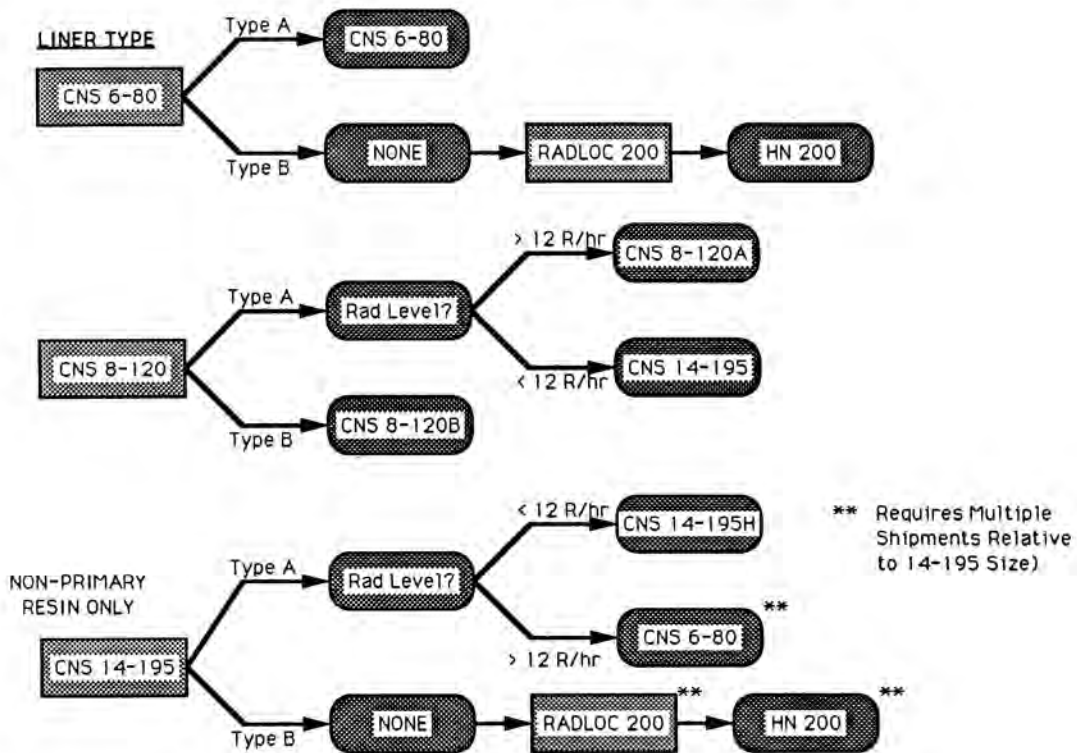 LINER TYPE
CNS 6-80
Type A
CNS 6-80
Type B
NONE
RADLOC 200
HN 200
CNS 8-120
Type A
Rad Level?
> 12 R/hr
CNS 8-120A
< 12 R/hr
CNS 14-195
Type B
CNS 8-120B
NON-PRIMARY
RESIN ONLY
CNS 14-195
Type A
Rad Level?
< 12 R/hr
CNS 14-195H
> 12 R/hr
CNS 6-80
**
Type B
NONE
RADLOC 200
**
HN 200
**
** Requires Multiple
Shipments Relative
to 14-195 Size)